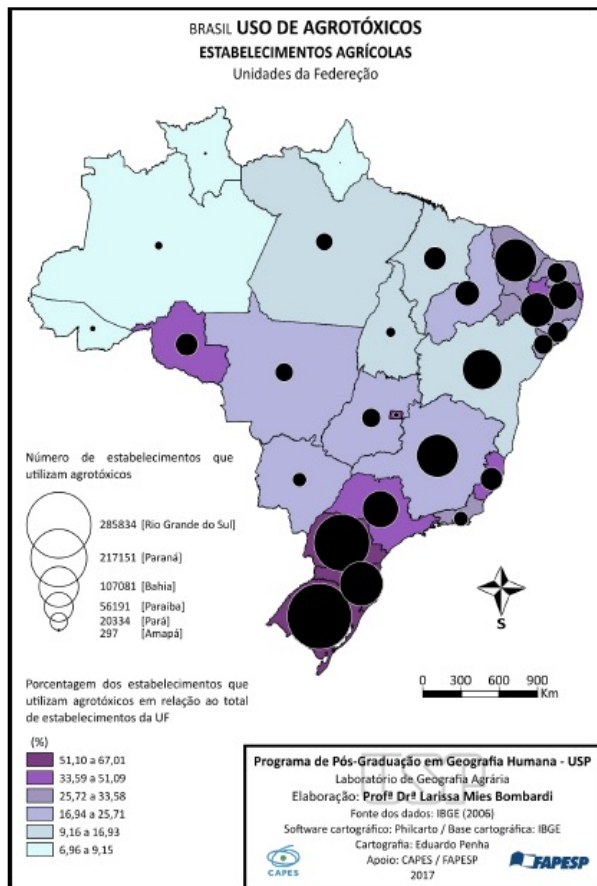 BRASIL USO DE AGROTÓXICOS
ESTABELECIMENTOS AGRÍCOLAS
Unidades da Federeção
Número de estabelecimentos que
utilizam agrotóxicos
285834 [Rio Grande do Sul]
217151 [Paraná]
107081 [Bahia]
56191 [Paraíba]
20334 [Pará]
297 [Amapá]
S
0 300 600 900
Km
Porcentagem dos estabelecimentos que
utilizam agrotóxicos em relação ao total
de estabelecimentos da UF
(%)
51,10 a 67,01
33,59 a 51,09
25,72 a 33,58
16,94 a 25,71
9,16 a 16,93
6,96 a 9,15
USP
Programa de Pós-Graduação em Geografia Humana - USP
Laboratório de Geografia Agrária
Elaboração: Profª Drª Larissa Mies Bombardi
Fonte dos dados: IBGE (2006)
Software cartográfico: Philcarto / Base cartográfica: IBGE
Cartografia: Eduardo Penha
Apoio: CAPES / FAPESP
2017
CAPES
FAPESP